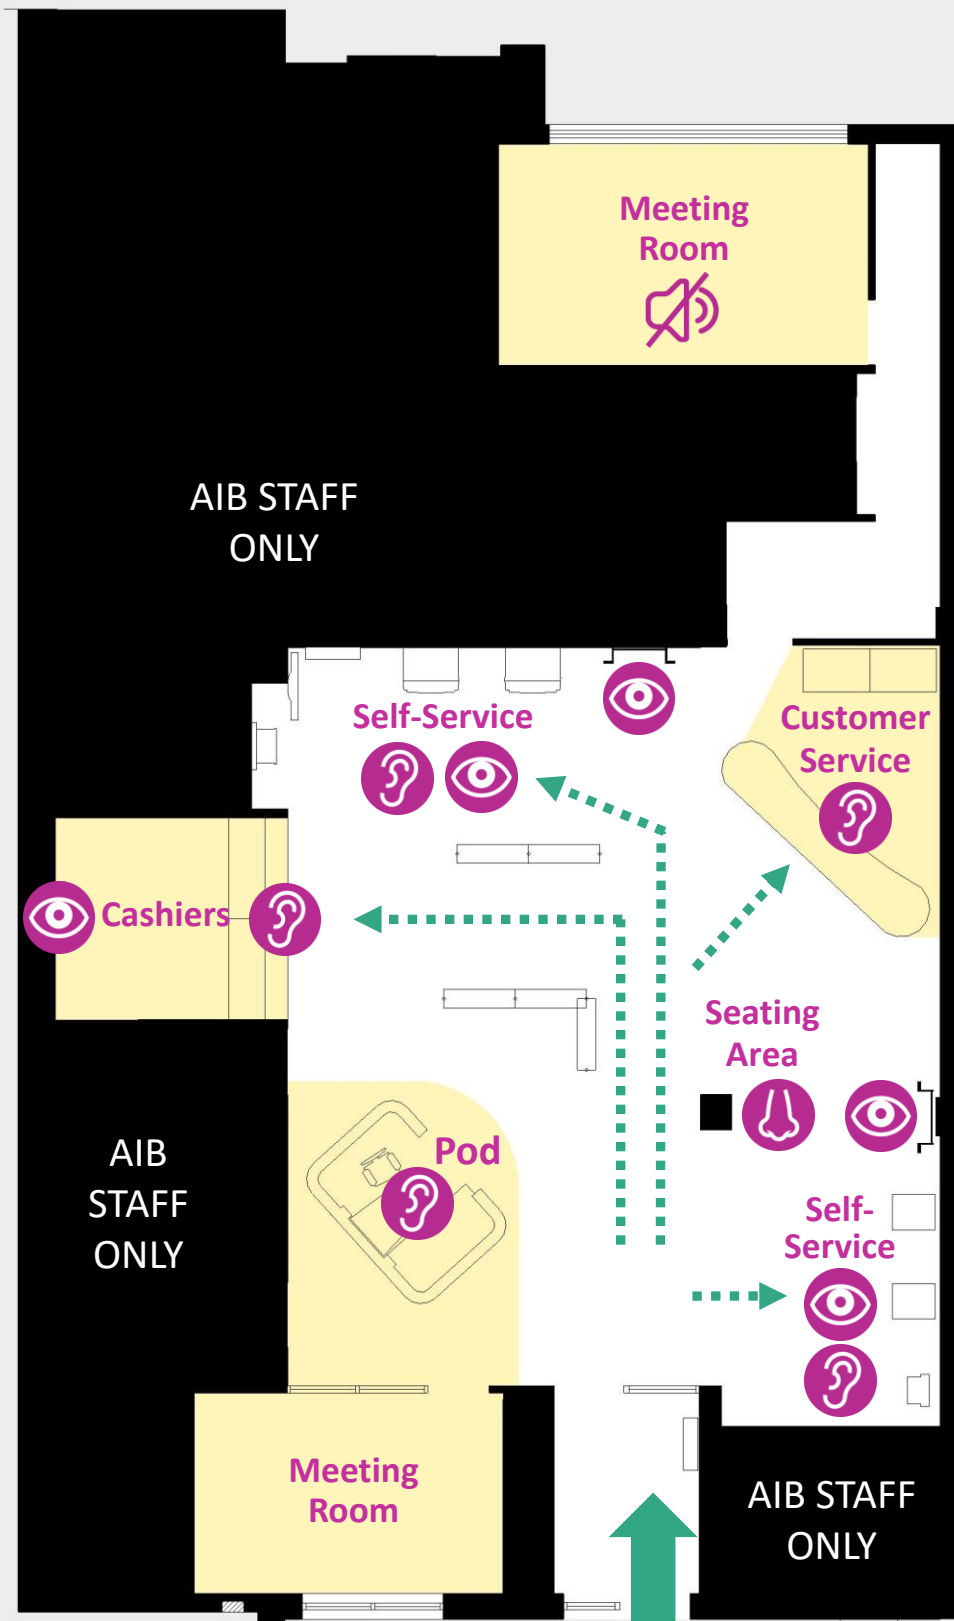 Meeting
Room
AIB STAFF
ONLY
Self-Service
Customer
Service
Cashiers
Seating
Area
AIB
STAFF
ONLY
Pod
Self-
Service
Meeting
Room
AIB STAFF
ONLY